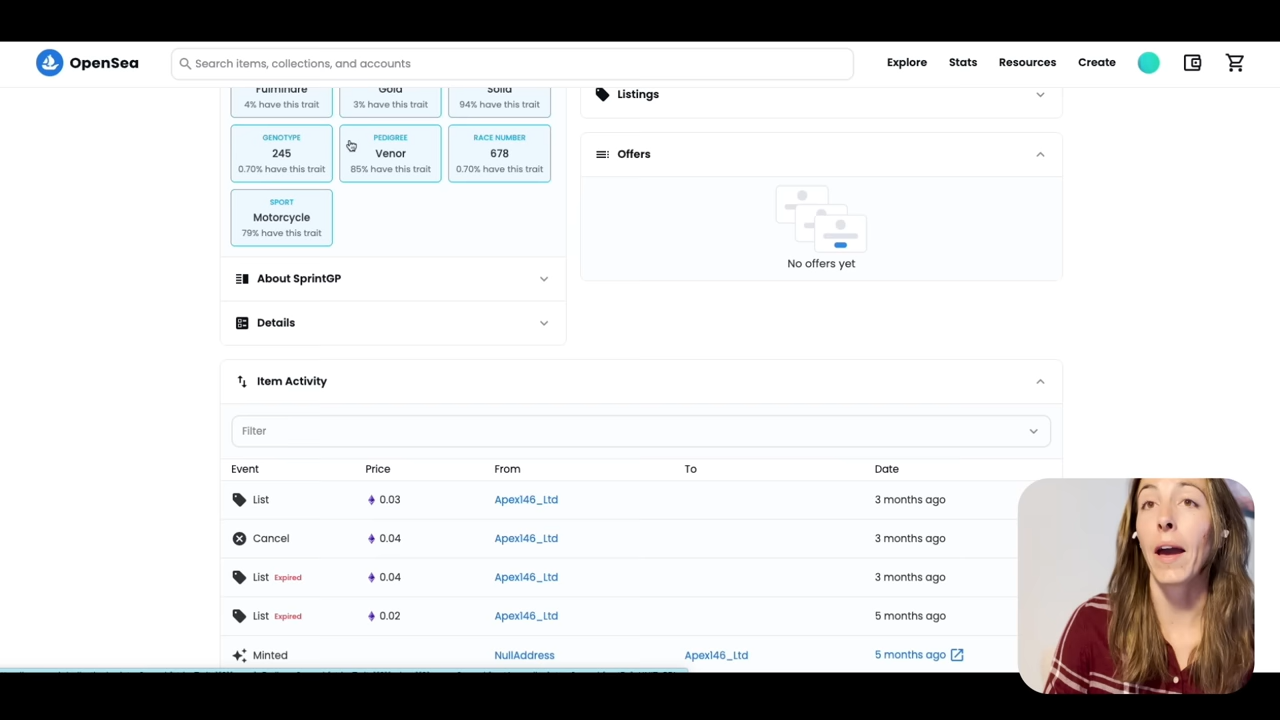 OpenSea
Search items, collections, and accounts
Explore
Stats
Resources
Create
Fulminare
Gold
Solid
4% have this trait
3% have this trait
94% have this trait
GENOTYPE
245
0.70% have this trait
PEDIGREE
Venor
85% have this trait
RACE NUMBER
678
0.70% have this trait
SPORT
Motorcycle
79% have this trait
About SprintGP
Details
Listings
Offers
No offers yet
Item Activity
Filter
Event Price From To Date
List 0.03 Apex146_Ltd 3 months ago
Cancel 0.04 Apex146_Ltd 3 months ago
List Expired 0.04 Apex146_Ltd 3 months ago
List Expired 0.02 Apex146_Ltd 5 months ago
Minted NullAddress Apex146_Ltd 5 months ago